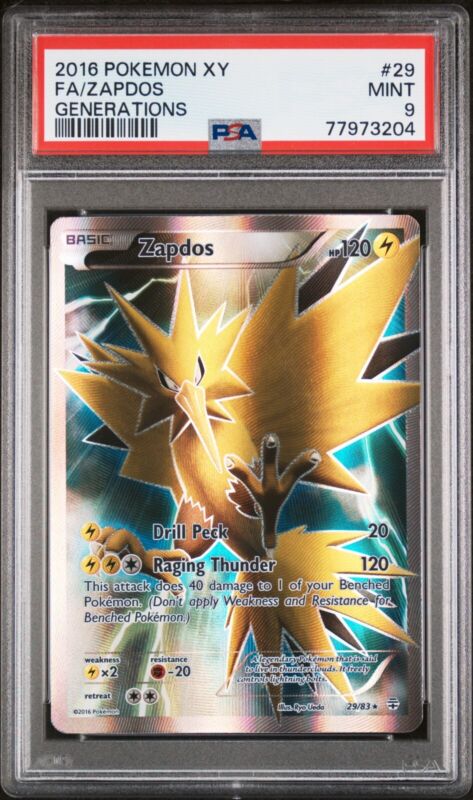 2016 POKEMON XY #29
FA/ZAPDOS MINT
GENERATIONS 9
PSA 77973204
BASIC Zapdos HP120
Drill Peck 20
Raging Thunder 120
This attack does 40 damage to 1 of your Benched
Pokémon. (Don't apply Weakness and Resistance for
Benched Pokémon.)
weakness resistance
×2 -20
retreat
A legendary Pokémon that is said
to live in thunderclouds. It freely
controls lightning bolts.
©2016 Pokémon Illus. Ryo Ueda 29/83 ★